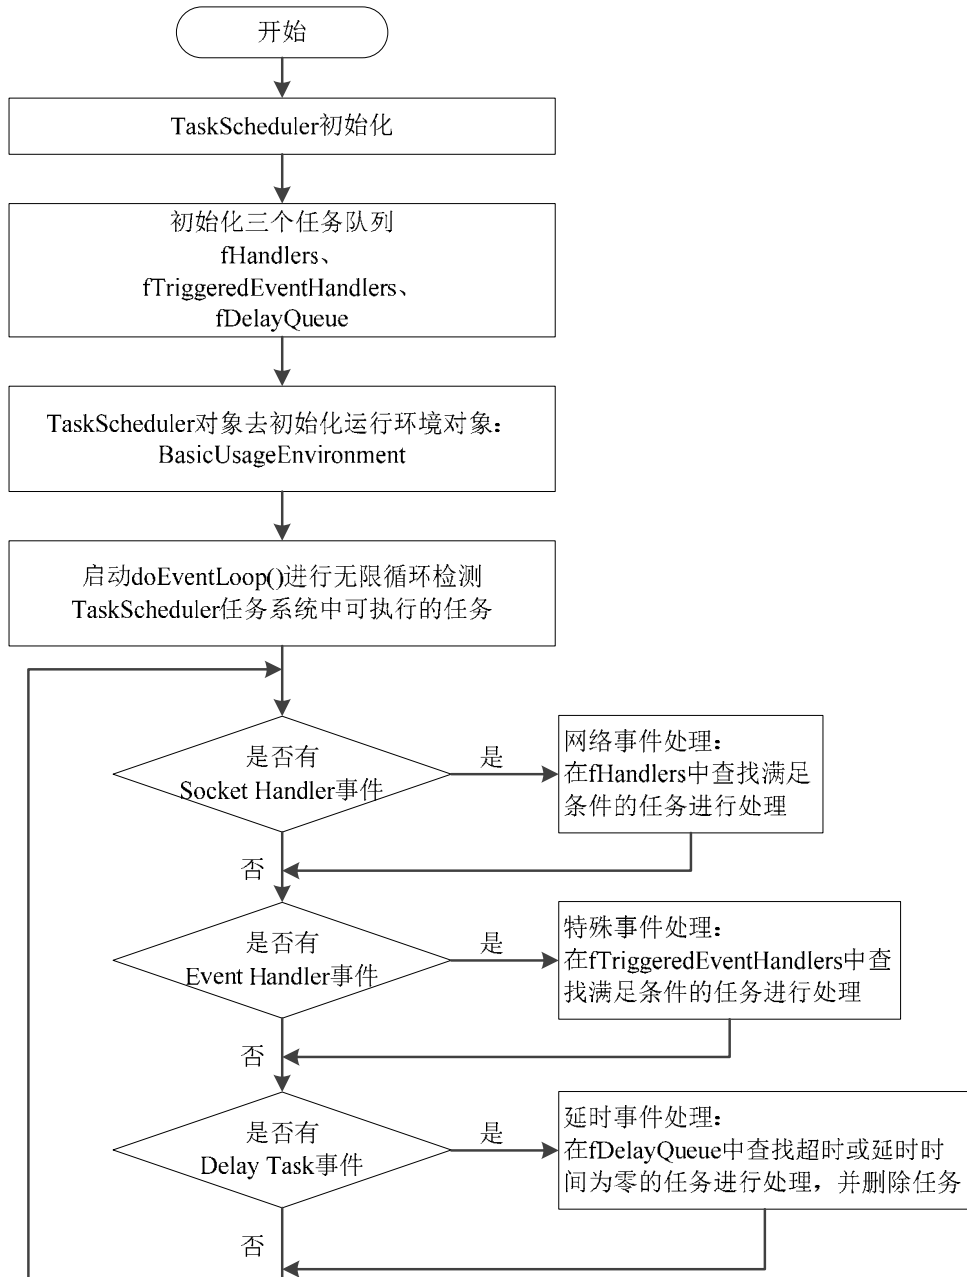 开始
TaskScheduler初始化
初始化三个任务队列
fHandlers、
fTriggeredEventHandlers、
fDelayQueue
TaskScheduler对象去初始化运行环境对象：
BasicUsageEnvironment
启动doEventLoop()进行无限循环检测
TaskScheduler任务系统中可执行的任务
是否有
Socket Handler事件
是
网络事件处理：
在fHandlers中查找满足
条件的任务进行处理
否
是否有
Event Handler事件
是
特殊事件处理：
在fTriggeredEventHandlers中查
找满足条件的任务进行处理
否
是否有
Delay Task事件
是
延时事件处理：
在fDelayQueue中查找超时或延时时
间为零的任务进行处理，并删除任务
否